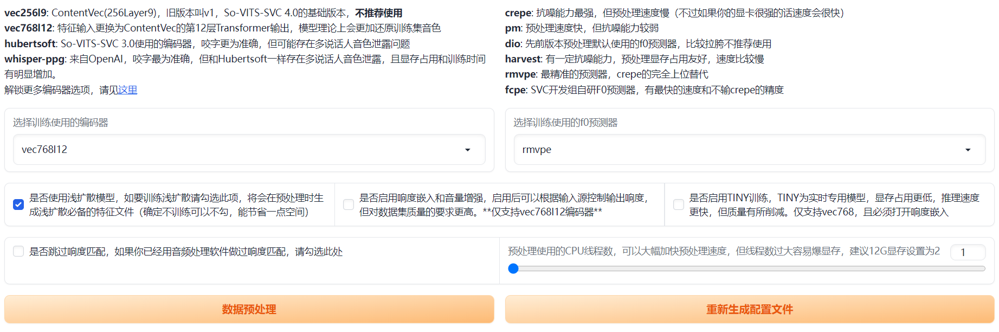 vec256l9: ContentVec(256Layer9)，旧版本叫v1，So-VITS-SVC 4.0的基础版本，不推荐使用
vec768l12: 特征输入更换为ContentVec的第12层Transformer输出，模型理论上会更加还原训练集音色
hubertsoft: So-VITS-SVC 3.0使用的编码器，咬字更为准确，但可能存在多说话人音色泄露问题
whisper-ppg: 来自OpenAI，咬字最为准确，但和Hubertsoft一样存在多说话人音色泄露，且显存占用和训练时间
有明显增加。
解锁更多编码器选项，请见这里
crepe: 抗噪能力最强，但预处理速度慢（不过如果你的显卡很强的话速度会很快）
pm: 预处理速度快，但抗噪能力较弱
dio: 先前版本预处理默认使用的f0预测器，比较拉胯不推荐使用
harvest: 有一定抗噪能力，预处理显存占用友好，速度比较慢
rmvpe: 最精准的预测器，crepe的完全上位替代
fcpe: SVC开发组自研F0预测器，有最快的速度和不输crepe的精度
选择训练使用的编码器
vec768l12
选择训练使用的f0预测器
rmvpe
是否使用浅扩散模型，如要训练浅扩散请勾选此项，将会在预处理时生
成浅扩散必备的特征文件（确定不训练可以不勾，能节省一点空间）
是否启用响度嵌入和音量增强，启用后可以根据输入源控制输出响度，
但对数据集质量的要求更高。**仅支持vec768l12编码器**
是否启用TINY训练，TINY为实时专用模型，显存占用更低，推理速度
更快，但质量有所削减。仅支持vec768，且必须打开响度嵌入
是否跳过响度匹配，如果你已经用音频处理软件做过响度匹配，请勾选此处
预处理使用的CPU线程数，可以大幅加快预处理速度，但线程数过大容易爆显存，建议12G显存设置为2
1
数据预处理
重新生成配置文件